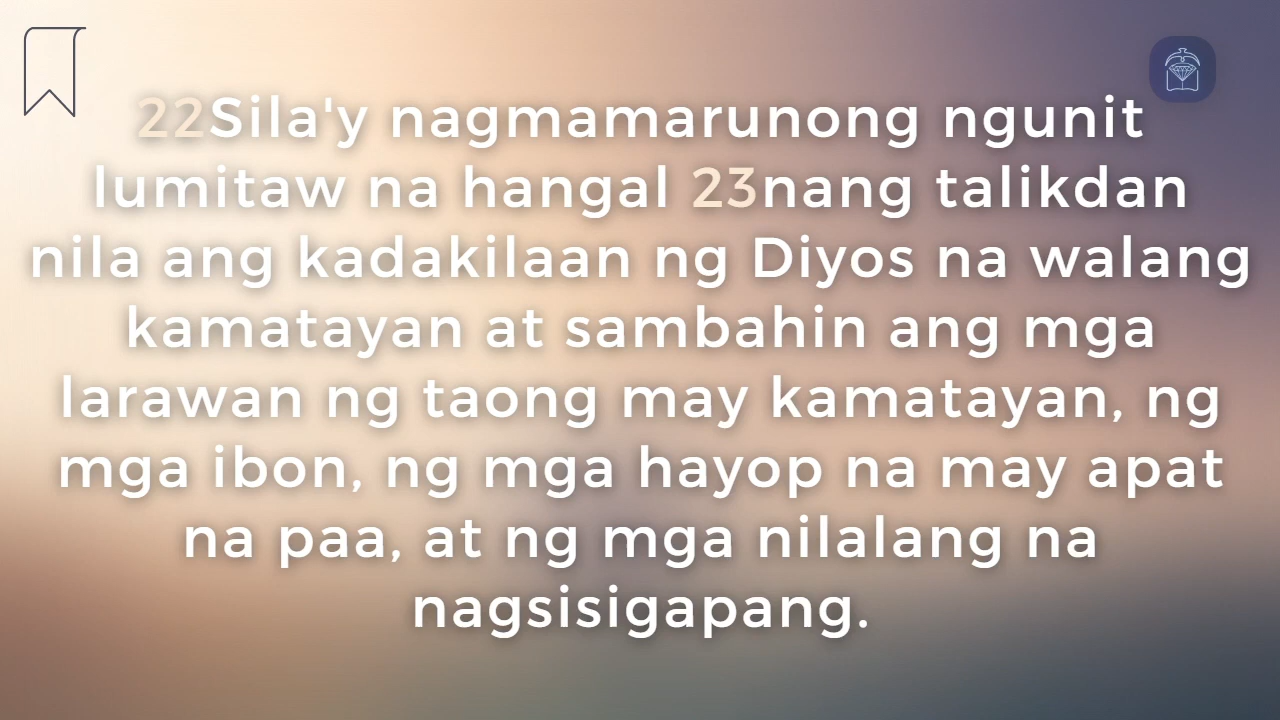 22Sila'y nagmamarunong ngunit
lumitaw na hangal 23nang talikdan
nila ang kadakilaan ng Diyos na walang
kamatayan at sambahin ang mga
larawan ng taong may kamatayan, ng
mga ibon, ng mga hayop na may apat
na paa, at ng mga nilalang na
nagsisigapang.